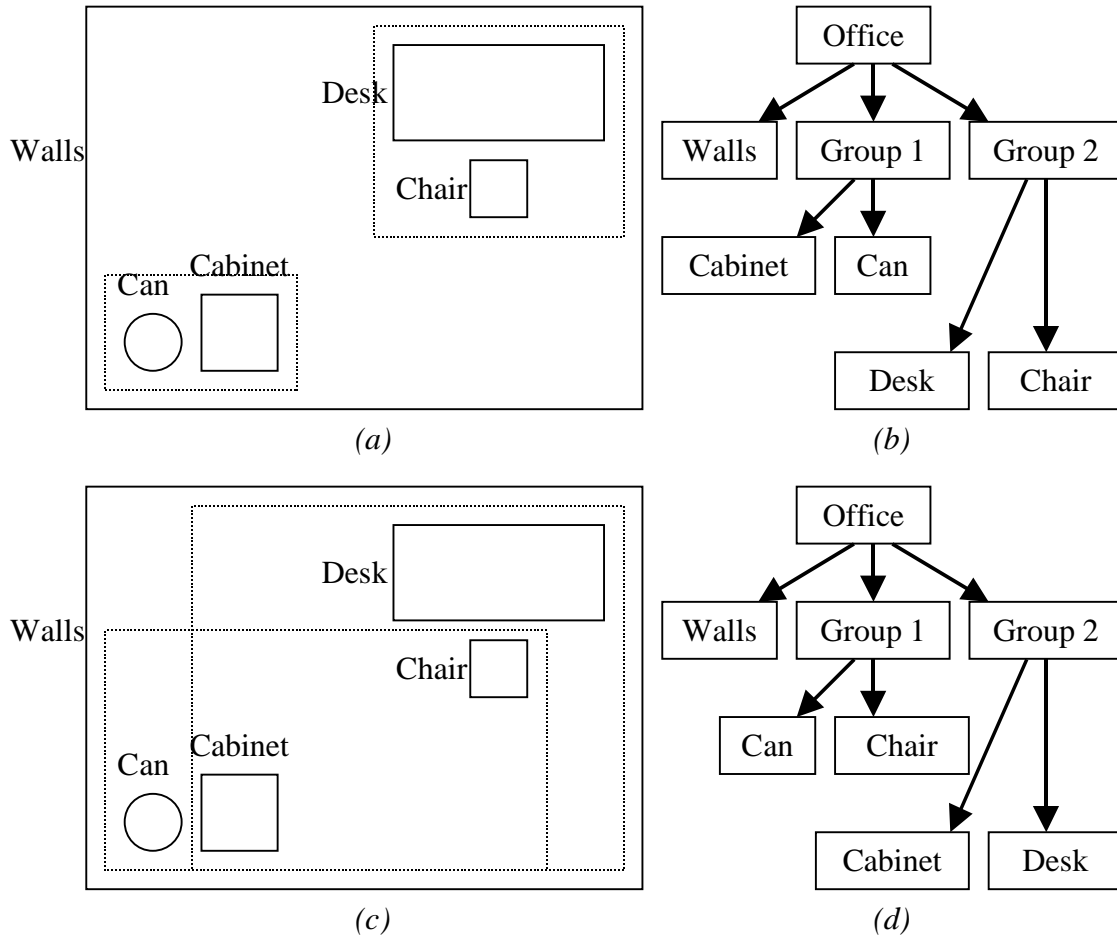 Office
Desk
Walls
Walls
Group 1
Group 2
Chair
Cabinet
Can
Cabinet
Can
Desk
Chair
(a)
(b)
Office
Desk
Walls
Walls
Group 1
Group 2
Chair
Can
Chair
Cabinet
Can
Cabinet
Desk
(c)
(d)